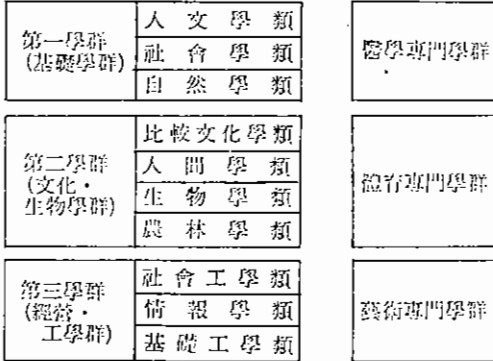 第一學群
(基礎學群)
人文學類
社會學類
自然學類
醫學專門學群
第二學群
(文化・
生物學群)
比較文化學類
人間學類
生物學類
農林學類
體育專門學群
第三學群
(經營・
工學群)
社會工學類
情報學類
基礎工學類
藝術專門學群